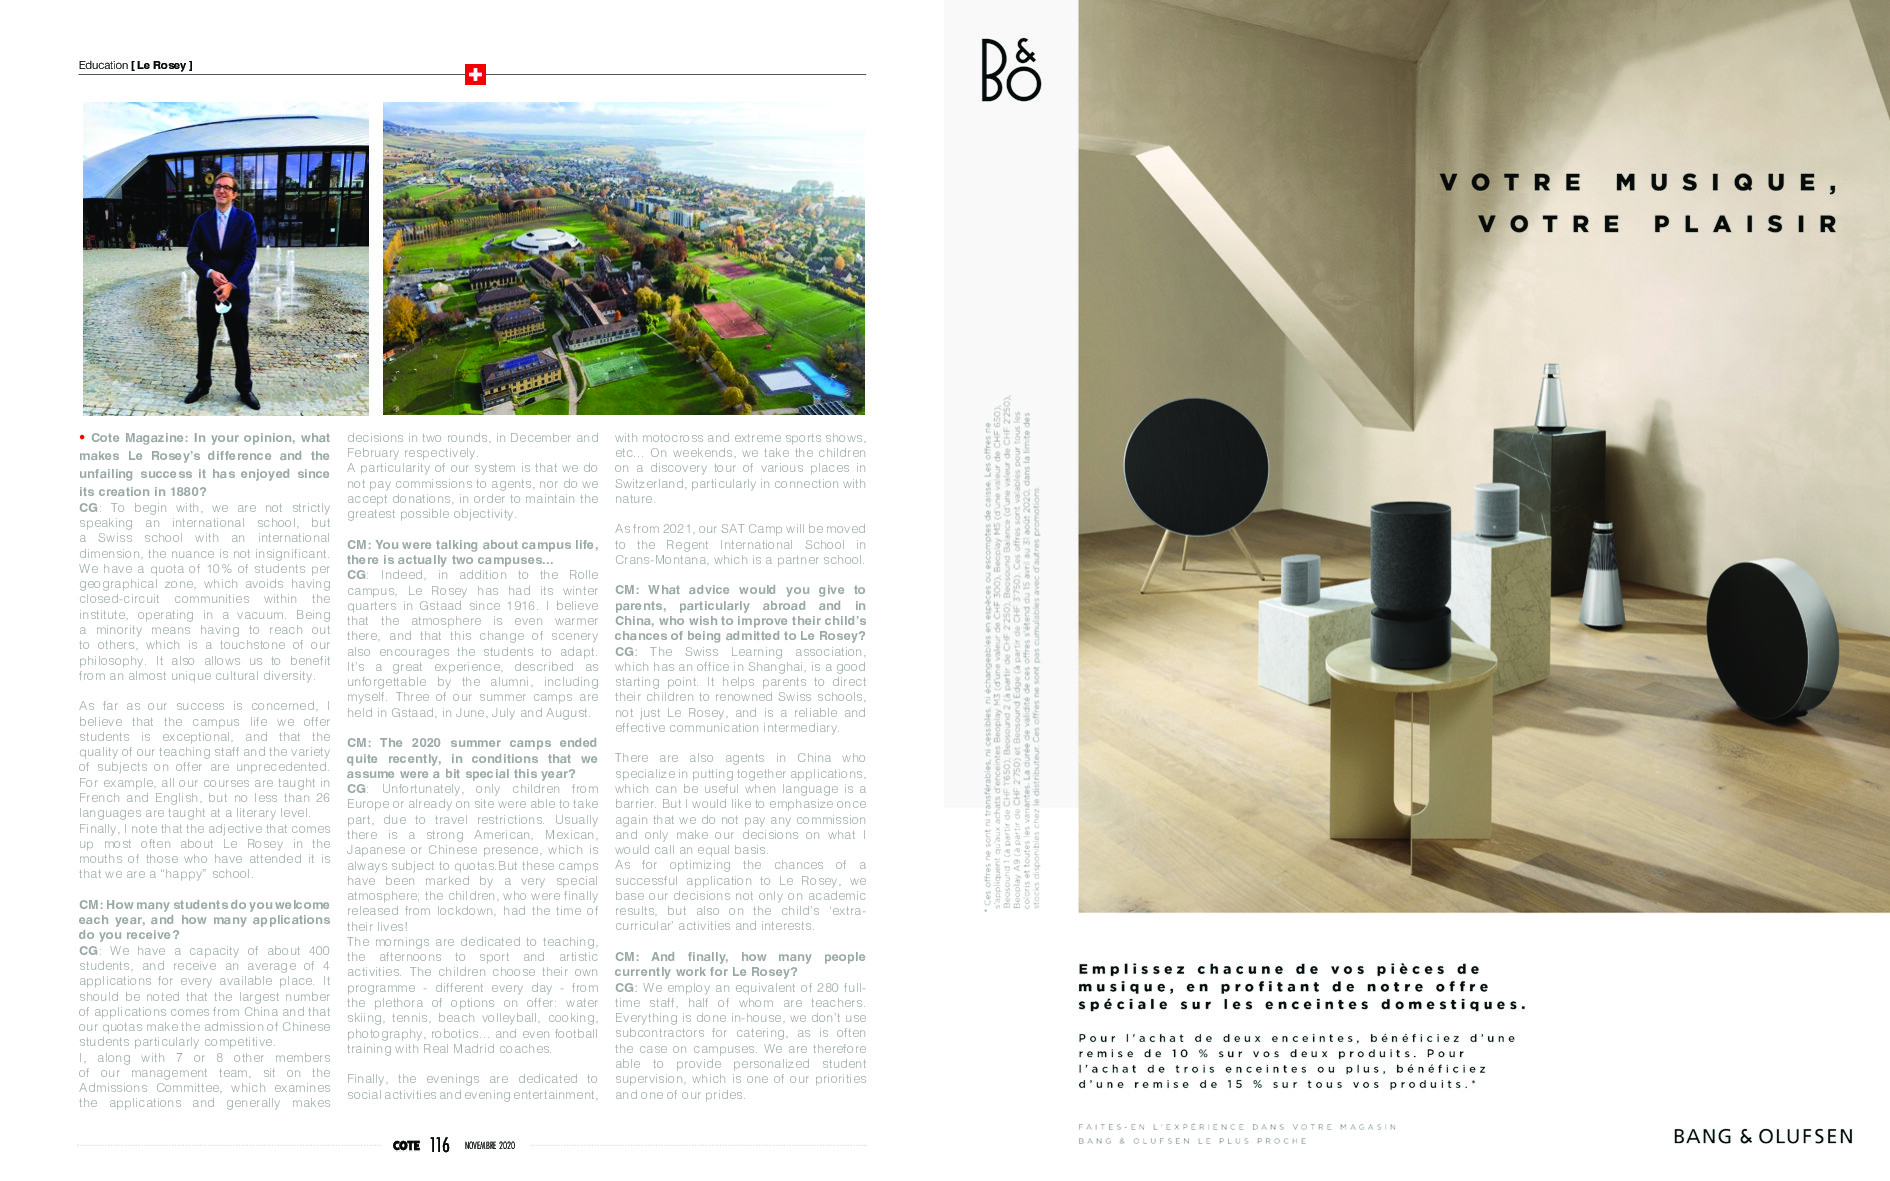 Education [ Le Rosey ]
• Cote Magazine: In your opinion, what
makes Le Rosey's difference and the
unfailing success it has enjoyed since
its creation in 1880?
CG: To begin with, we are not strictly
speaking an international school, but
a Swiss school with an international
dimension, the nuance is not insignificant.
We have a quota of 10% of students per
geographical zone, which avoids having
closed-circuit communities within the
institute, operating in a vacuum. Being
a minority means having to reach out
to others, which is a touchstone of our
philosophy. It also allows us to benefit
from an almost unique cultural diversity.
As far as our success is concerned, I
believe that the campus life we offer
students is exceptional, and that the
quality of our teaching staff and the variety
of subjects on offer are unprecedented.
For example, all our courses are taught in
French and English, but no less than 26
languages are taught at a literary level.
Finally, I note that the adjective that comes
up most often about Le Rosey in the
mouths of those who have attended it is
that we are a “happy” school.
CM: How many students do you welcome
each year, and how many applications
do you receive?
CG: We have a capacity of about 400
students, and receive an average of 4
applications for every available place. It
should be noted that the largest number
of applications comes from China and that
our quotas make the admission of Chinese
students particularly competitive.
I, along with 7 or 8 other members
of our management team, sit on the
Admissions Committee, which examines
the applications and generally makes
decisions in two rounds, in December and
February respectively.
A particularity of our system is that we do
not pay commissions to agents, nor do we
accept donations, in order to maintain the
greatest possible objectivity.
CM: You were talking about campus life,
there is actually two campuses...
CG: Indeed, in addition to the Rolle
campus, Le Rosey has had its winter
quarters in Gstaad since 1916. I believe
that the atmosphere is even warmer
there, and that this change of scenery
also encourages the students to adapt.
It's a great experience, described as
unforgettable by the alumni, including
myself. Three of our summer camps are
held in Gstaad, in June, July and August.
CM: The 2020 summer camps ended
quite recently, in conditions that we
assume were a bit special this year?
CG: Unfortunately, only children from
Europe or already on site were able to take
part, due to travel restrictions. Usually
there is a strong American, Mexican,
Japanese or Chinese presence, which is
always subject to quotas.But these camps
have been marked by a very special
atmosphere; the children, who were finally
released from lockdown, had the time of
their lives!
The mornings are dedicated to teaching,
the afternoons to sport and artistic
activities. The children choose their own
programme - different every day - from
the plethora of options on offer: water
skiing, tennis, beach volleyball, cooking,
photography, robotics... and even football
training with Real Madrid coaches.
Finally, the evenings are dedicated to
social activities and evening entertainment,
with motocross and extreme sports shows,
etc... On weekends, we take the children
on a discovery tour of various places in
Switzerland, particularly in connection with
nature.
As from 2021, our SAT Camp will be moved
to the Regent International School in
Crans-Montana, which is a partner school.
CM: What advice would you give to
parents, particularly abroad and in
China, who wish to improve their child's
chances of being admitted to Le Rosey?
CG: The Swiss Learning association,
which has an office in Shanghai, is a good
starting point. It helps parents to direct
their children to renowned Swiss schools,
not just Le Rosey, and is a reliable and
effective communication intermediary.
There are also agents in China who
specialize in putting together applications,
which can be useful when language is a
barrier. But I would like to emphasize once
again that we do not pay any commission
and only make our decisions on what I
would call an equal basis.
As for optimizing the chances of a
successful application to Le Rosey, we
base our decisions not only on academic
results, but also on the child's ‘extra-
curricular’ activities and interests.
CM: And finally, how many people
currently work for Le Rosey?
CG: We employ an equivalent of 280 full-
time staff, half of whom are teachers.
Everything is done in-house, we don't use
subcontractors for catering, as is often
the case on campuses. We are therefore
able to provide personalized student
supervision, which is one of our priorities
and one of our prides.
COTE 116 NOVEMBRE 2020
B&O
VOTRE MUSIQUE,
VOTRE PLAISIR
* Ces offres ne sont ni transférables, ni cessibles, ni échangeables en espèces ou escomptes de caisse. Les offres ne
s'appliquent qu'aux achats d'enceintes Beoplay M3 (d'une valeur de CHF 300), Beoplay M5 (d'une valeur de CHF 650),
Beosound 1 (à partir de CHF 1'650), Beosound 2 (à partir de CHF 2'250), Beosound Balance (d'une valeur de CHF 2'250),
Beoplay A9 (à partir de CHF 2'750) et Beosound Edge (à partir de CHF 3'750). Ces offres sont valables pour tous les
coloris et toutes les variantes. La durée de validité de ces offres s'étend du 15 avril au 31 août 2020, dans la limite des
stocks disponibles chez le distributeur. Ces offres ne sont pas cumulables avec d'autres promotions.
Emplissez chacune de vos pièces de
musique, en profitant de notre offre
spéciale sur les enceintes domestiques.
Pour l'achat de deux enceintes, bénéficiez d'une
remise de 10 % sur vos deux produits. Pour
l'achat de trois enceintes ou plus, bénéficiez
d'une remise de 15 % sur tous vos produits.*
FAITES-EN L'EXPÉRIENCE DANS VOTRE MAGASIN
BANG & OLUFSEN LE PLUS PROCHE
BANG & OLUFSEN